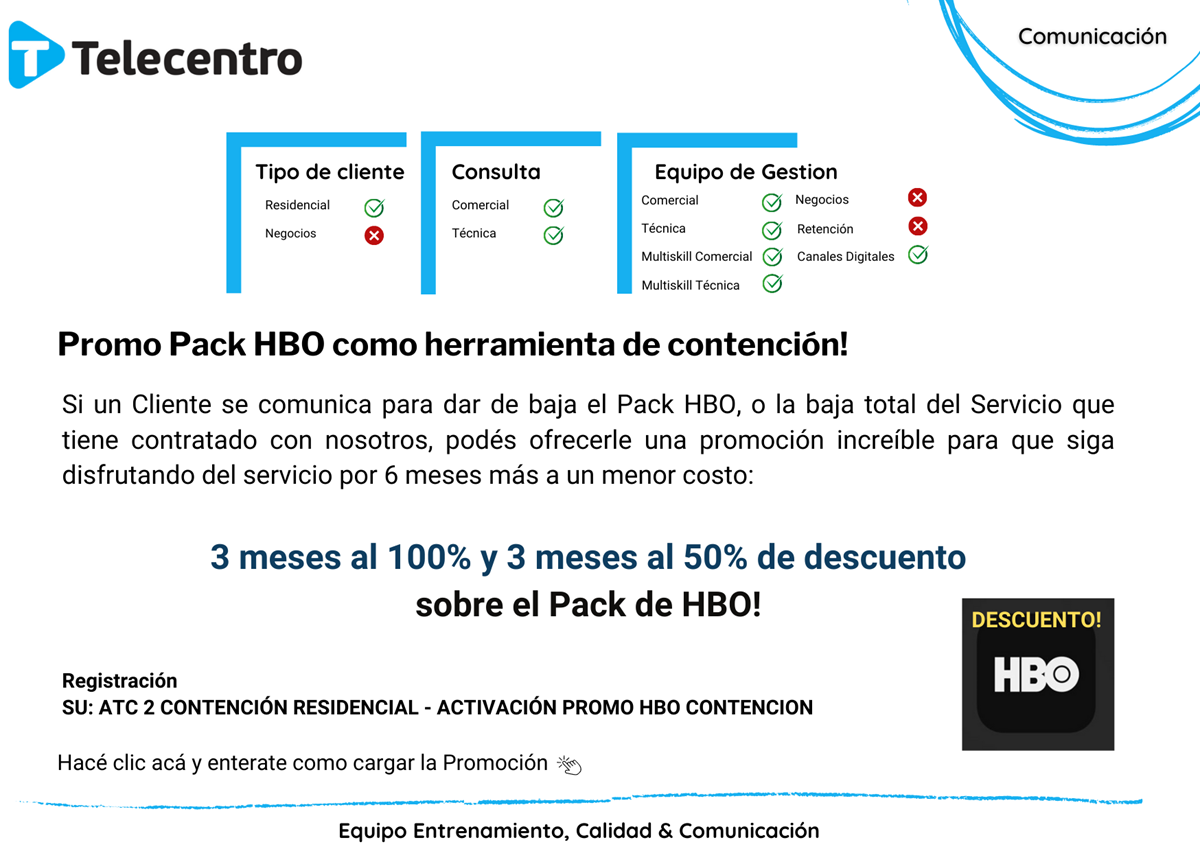 Telecentro
Comunicación
Tipo de cliente
Residencial
Negocios
Consulta
Comercial
Técnica
Equipo de Gestion
Comercial
Negocios
Técnica
Retención
Multiskill Comercial
Canales Digitales
Multiskill Técnica
Promo Pack HBO como herramienta de contención!
Si un Cliente se comunica para dar de baja el Pack HBO, o la baja total del Servicio que
tiene contratado con nosotros, podés ofrecerle una promoción increíble para que siga
disfrutando del servicio por 6 meses más a un menor costo:
3 meses al 100% y 3 meses al 50% de descuento
sobre el Pack de HBO!
DESCUENTO!
HBO
Registración
SU: ATC 2 CONTENCIÓN RESIDENCIAL - ACTIVACIÓN PROMO HBO CONTENCION
Hacé clic acá y enterate como cargar la Promoción
Equipo Entrenamiento, Calidad & Comunicación